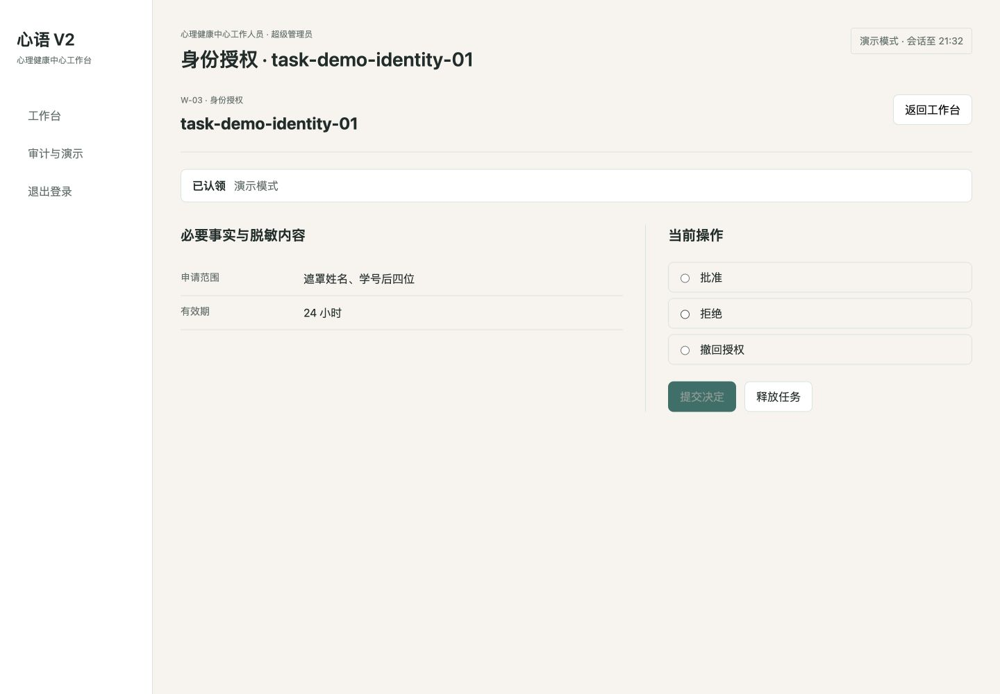 心语 V2
心理健康中心工作台
工作台
审计与演示
退出登录
心理健康中心工作人员 · 超级管理员
身份授权 · task-demo-identity-01
演示模式 · 会话至 21:32
W-03 · 身份授权
task-demo-identity-01
返回工作台
已认领 演示模式
必要事实与脱敏内容
申请范围 遮罩姓名、学号后四位
有效期 24 小时
当前操作
批准
拒绝
撤回授权
提交决定 释放任务